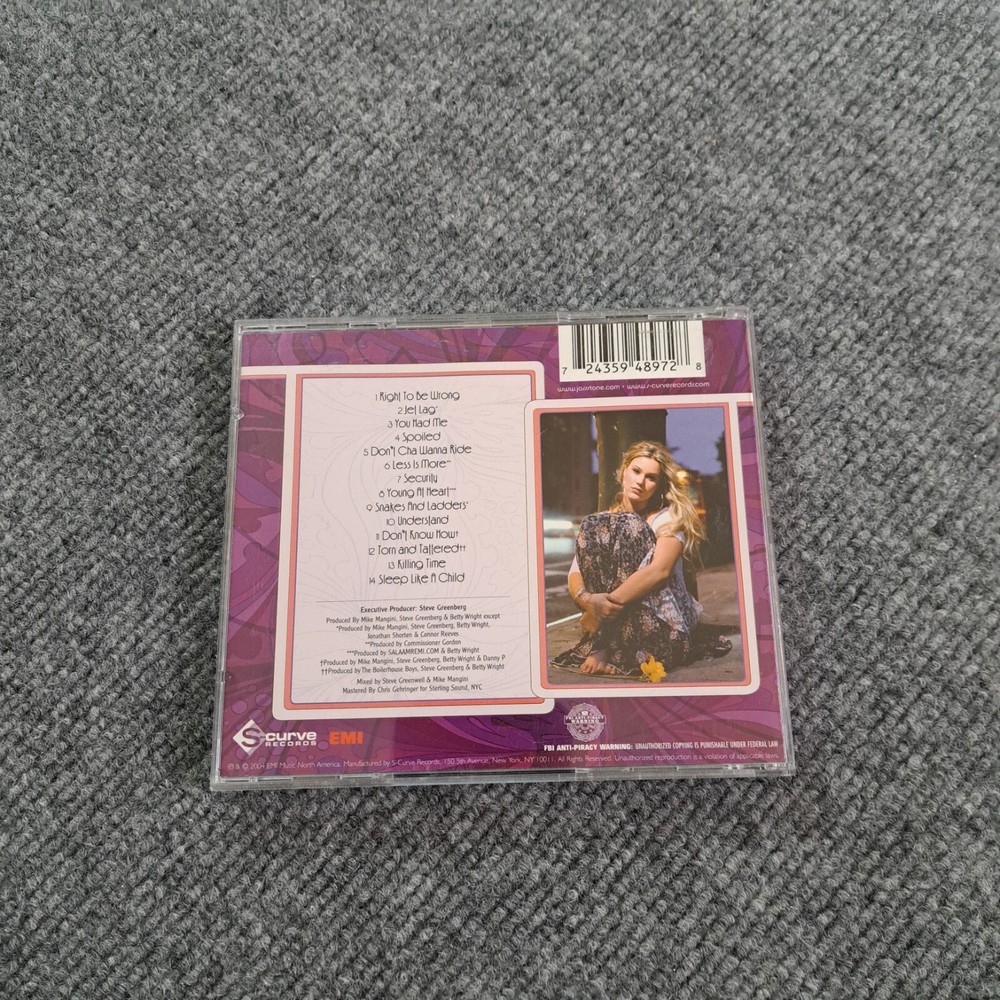 7 24359 48972 8
www.jossstone.com • www.s-curverecords.com
1 Right To Be Wrong
2 Jet Lag*
3 You Had Me
4 Spoiled
5 Don't Cha Wanna Ride
6 Less Is More**
7 Security
8 Young At Heart***
9 Snakes And Ladders*
10 Understand
11 Don't Know How†
12 Torn and Tattered††
13 Killing Time
14 Sleep Like A Child
Executive Producer: Steve Greenberg
Produced By Mike Mangini, Steve Greenberg & Betty Wright except
*Produced by Mike Mangini, Steve Greenberg, Betty Wright,
Jonathan Shorten & Connor Reeves
**Produced by Commissioner Gordon
***Produced by SALAAMREMI.COM & Betty Wright
†Produced by Mike Mangini, Steve Greenberg, Betty Wright & Danny P
††Produced by The Boilerhouse Boys, Steve Greenberg & Betty Wright
Mixed by Steve Greenwell & Mike Mangini
Mastered By Chris Gehringer for Sterling Sound, NYC
S-curve
RECORDS
EMI
FBI ANTI-PIRACY
WARNING
FBI ANTI-PIRACY WARNING: UNAUTHORIZED COPYING IS PUNISHABLE UNDER FEDERAL LAW
℗ & © 2004 EMI Music North America. Manufactured by S-Curve Records, 150 5th Avenue, New York, NY 10011. All Rights Reserved. Unauthorized reproduction is a violation of applicable laws.